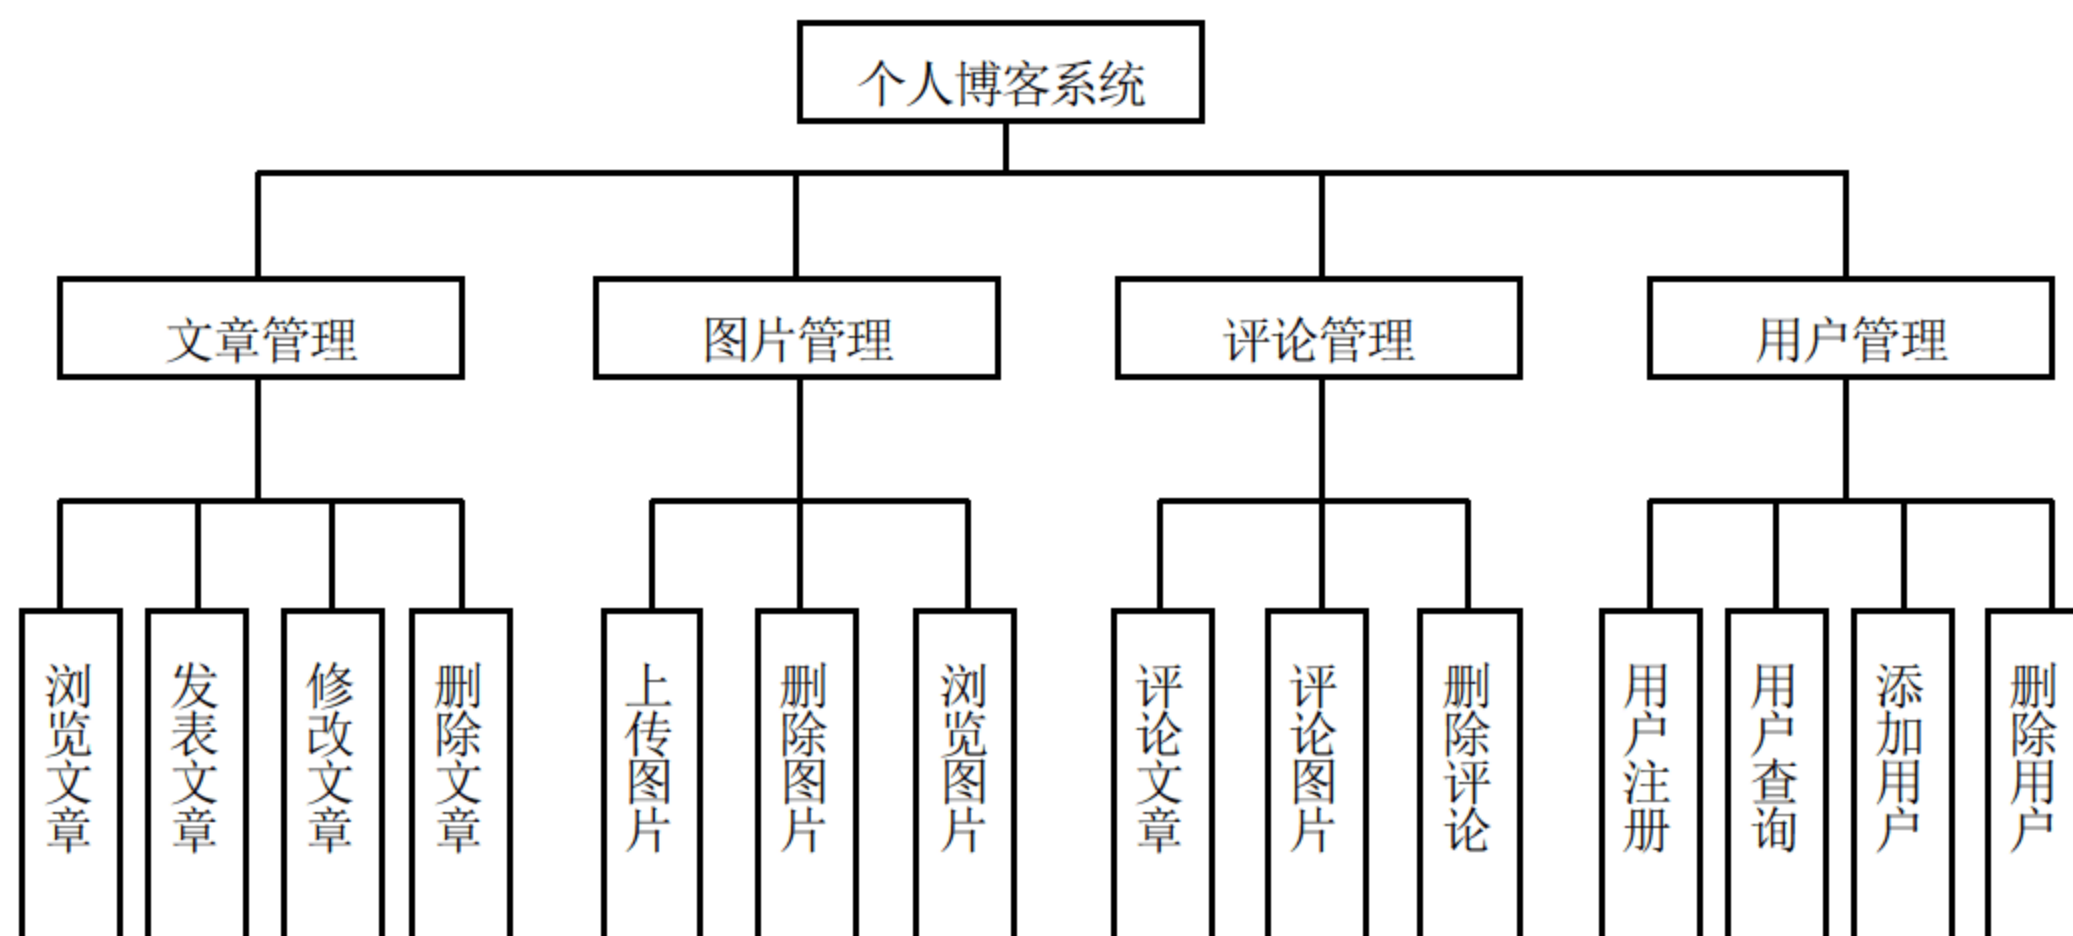 个人博客系统
文章管理
图片管理
评论管理
用户管理
浏览文章
发表文章
修改文章
删除文章
上传图片
删除图片
浏览图片
评论文章
评论图片
删除评论
用户注册
用户查询
添加用户
删除用户